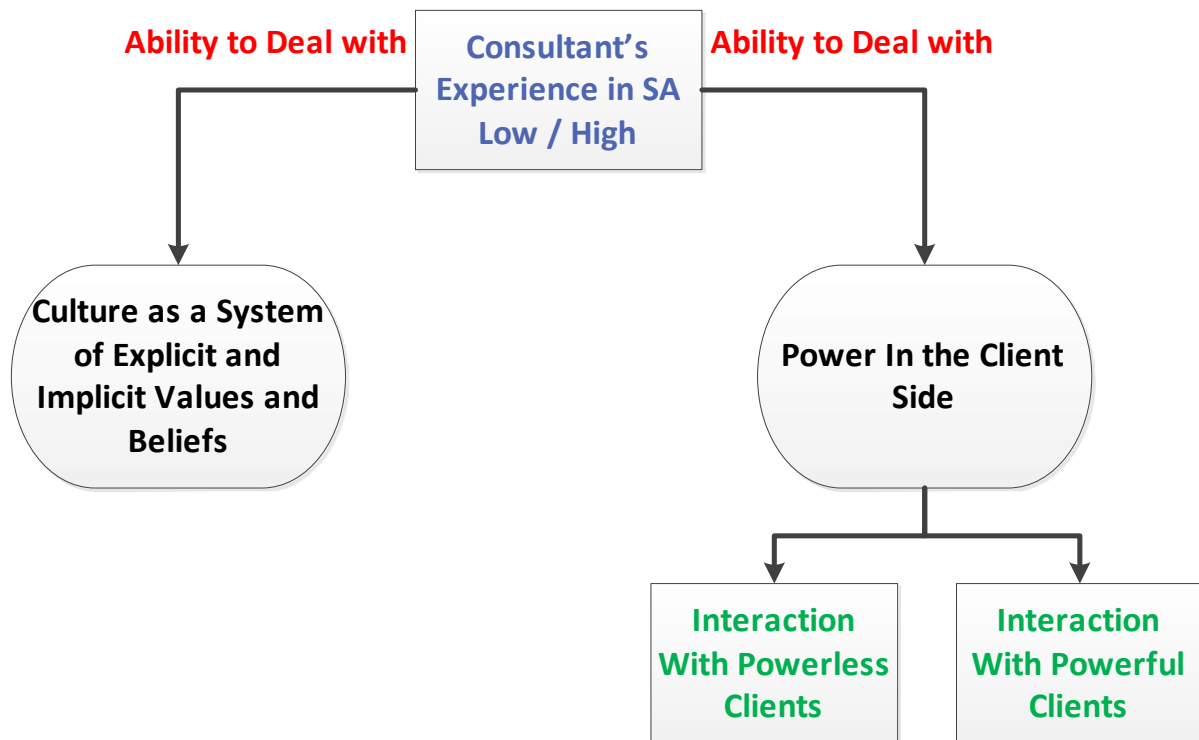 Ability to Deal with
Consultant’s
Experience in SA
Low / High
Ability to Deal with
Culture as a System
of Explicit and
Implicit Values and
Beliefs
Power In the Client
Side
Interaction
With Powerless
Clients
Interaction
With Powerful
Clients